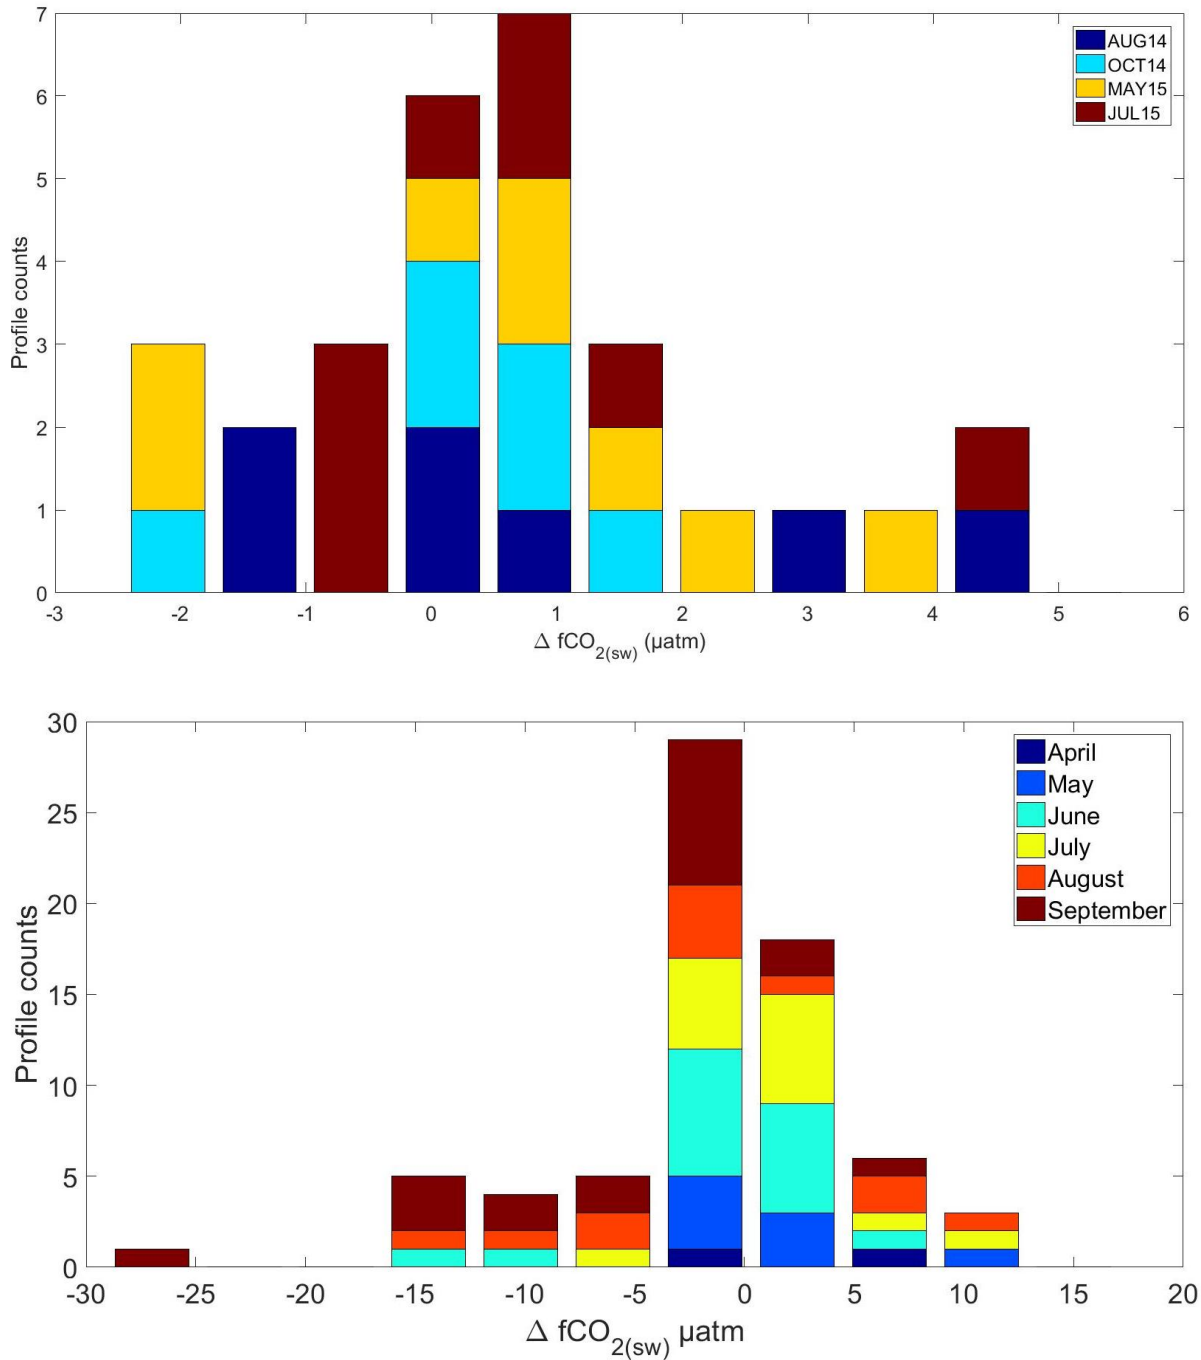 7
6
5
4
3
2
1
0
Profile counts
-3 -2 -1 0 1 2 3 4 5 6
Δ fCO2(sw) (µatm)
AUG14
OCT14
MAY15
JUL15
30
25
20
15
10
5
0
Profile counts
-30 -25 -20 -15 -10 -5 0 5 10 15 20
Δ fCO2(sw) µatm
April
May
June
July
August
September